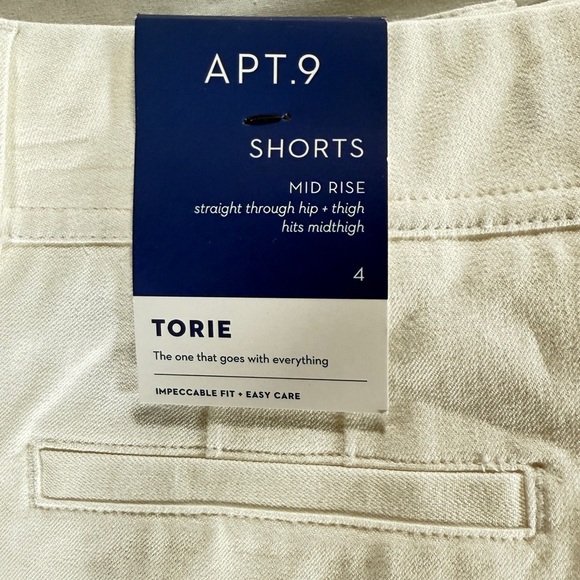 APT.9
SHORTS
MID RISE
straight through hip + thigh
hits midthigh
4
TORIE
The one that goes with everything
IMPECCABLE FIT + EASY CARE